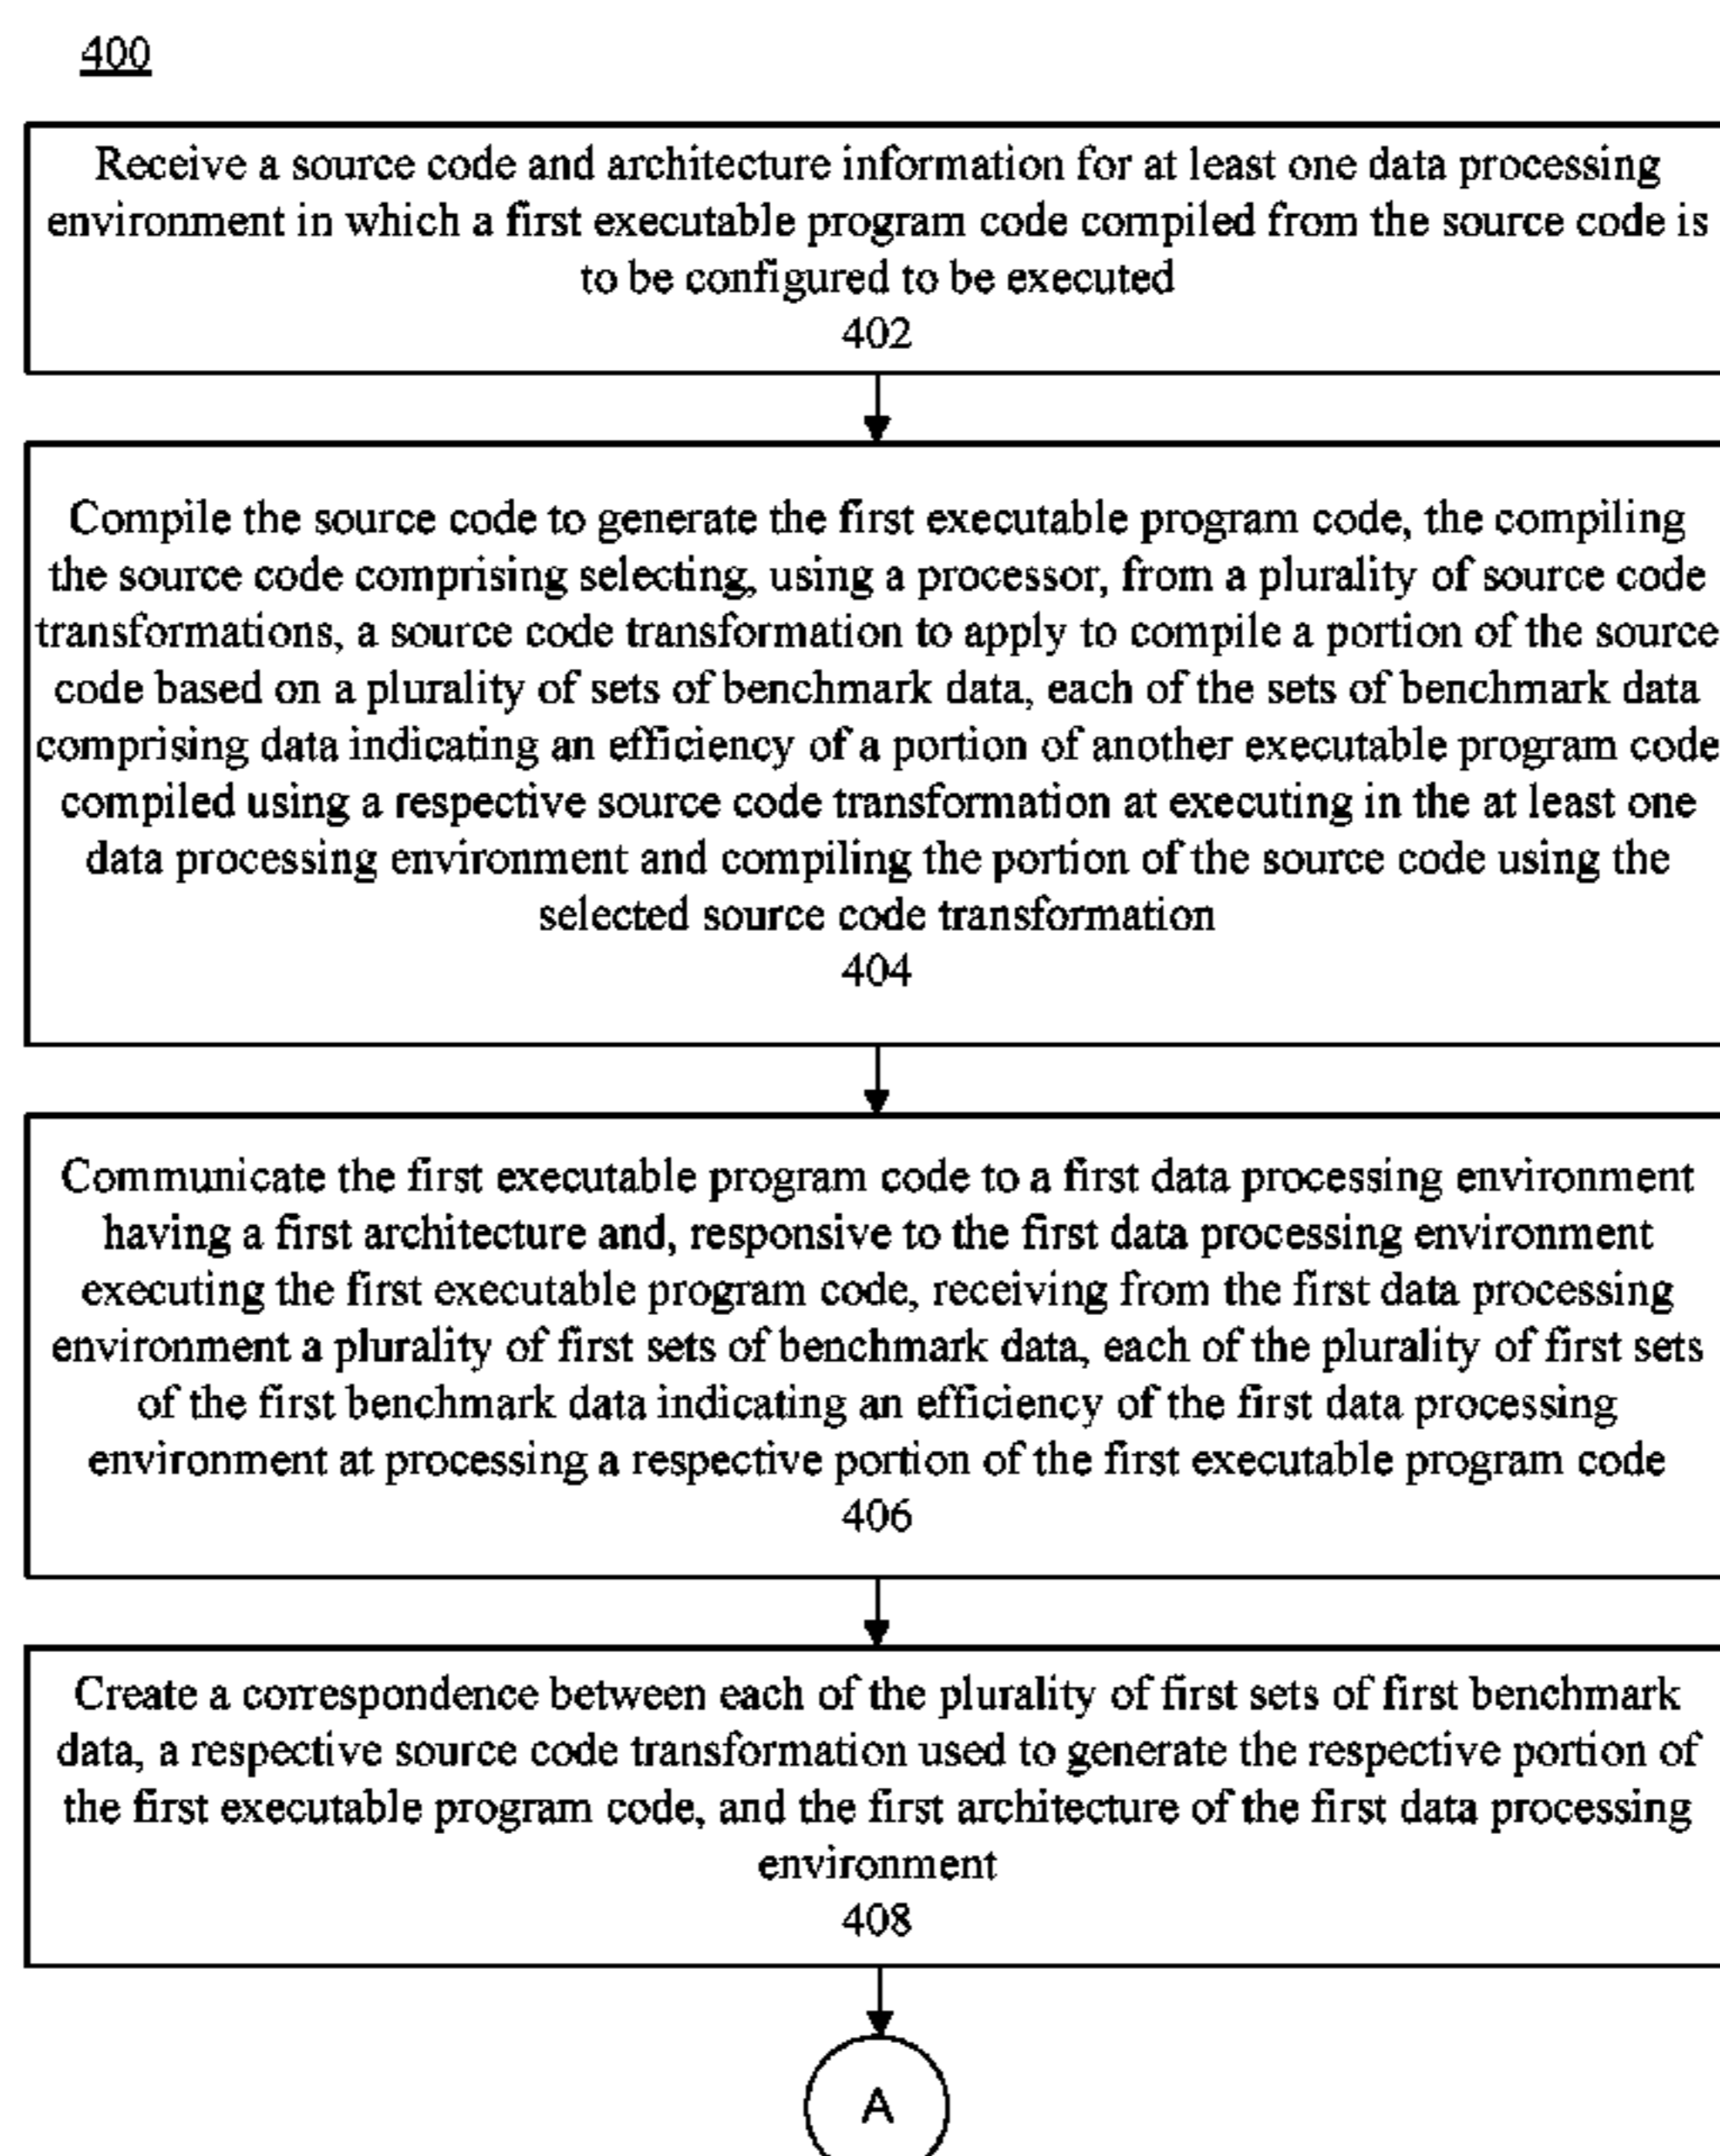 400
Receive a source code and architecture information for at least one data processing
environment in which a first executable program code compiled from the source code is
to be configured to be executed
402
Compile the source code to generate the first executable program code, the compiling
the source code comprising selecting, using a processor, from a plurality of source code
transformations, a source code transformation to apply to compile a portion of the source
code based on a plurality of sets of benchmark data, each of the sets of benchmark data
comprising data indicating an efficiency of a portion of another executable program code
compiled using a respective source code transformation at executing in the at least one
data processing environment and compiling the portion of the source code using the
selected source code transformation
404
Communicate the first executable program code to a first data processing environment
having a first architecture and, responsive to the first data processing environment
executing the first executable program code, receiving from the first data processing
environment a plurality of first sets of benchmark data, each of the plurality of first sets
of the first benchmark data indicating an efficiency of the first data processing
environment at processing a respective portion of the first executable program code
406
Create a correspondence between each of the plurality of first sets of first benchmark
data, a respective source code transformation used to generate the respective portion of
the first executable program code, and the first architecture of the first data processing
environment
408
A